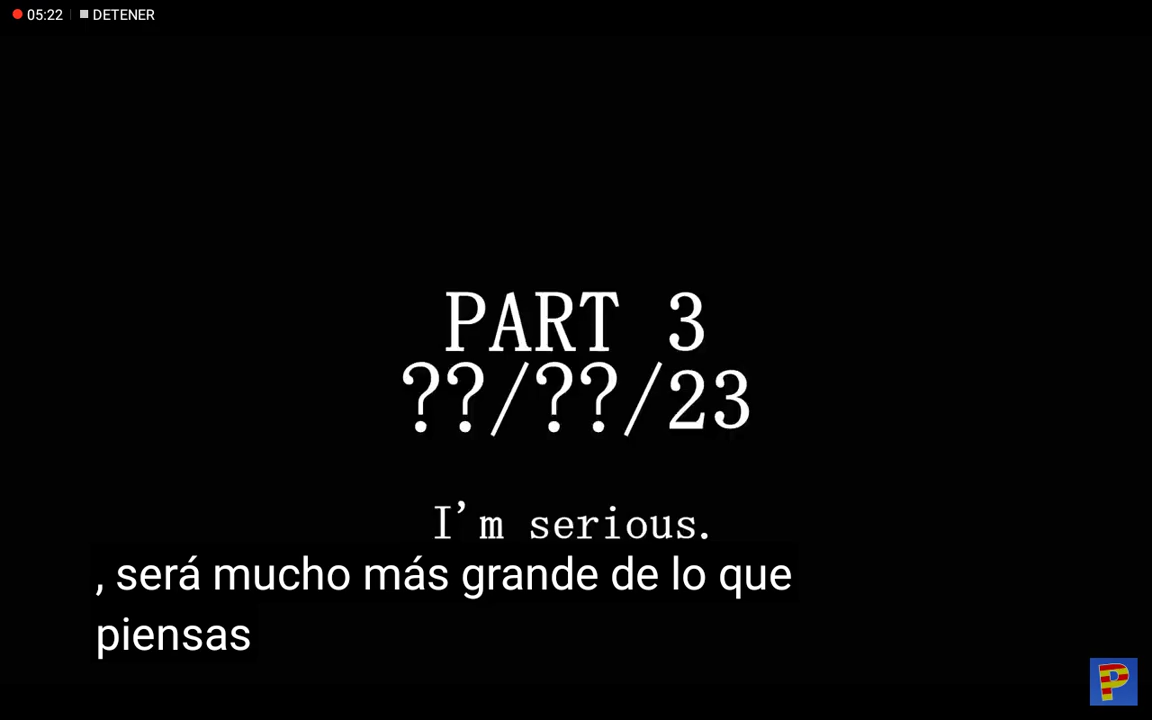 05:22 DETENER
PART 3
??/??/23
I'm serious.
, será mucho más grande de lo que
piensas
P